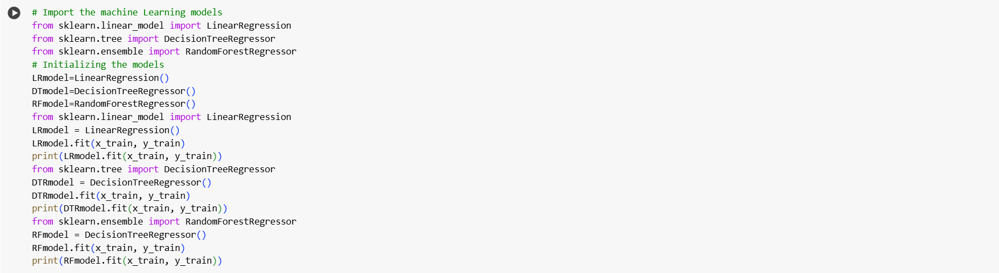 # Import the machine Learning models
from sklearn.linear_model import LinearRegression
from sklearn.tree import DecisionTreeRegressor
from sklearn.ensemble import RandomForestRegressor
# Initializing the models
LRmodel=LinearRegression()
DTmodel=DecisionTreeRegressor()
RFmodel=RandomForestRegressor()
from sklearn.linear_model import LinearRegression
LRmodel = LinearRegression()
LRmodel.fit(x_train, y_train)
print(LRmodel.fit(x_train, y_train))
from sklearn.tree import DecisionTreeRegressor
DTRmodel = DecisionTreeRegressor()
DTRmodel.fit(x_train, y_train)
print(DTRmodel.fit(x_train, y_train))
from sklearn.ensemble import RandomForestRegressor
RFmodel = DecisionTreeRegressor()
RFmodel.fit(x_train, y_train)
print(RFmodel.fit(x_train, y_train))